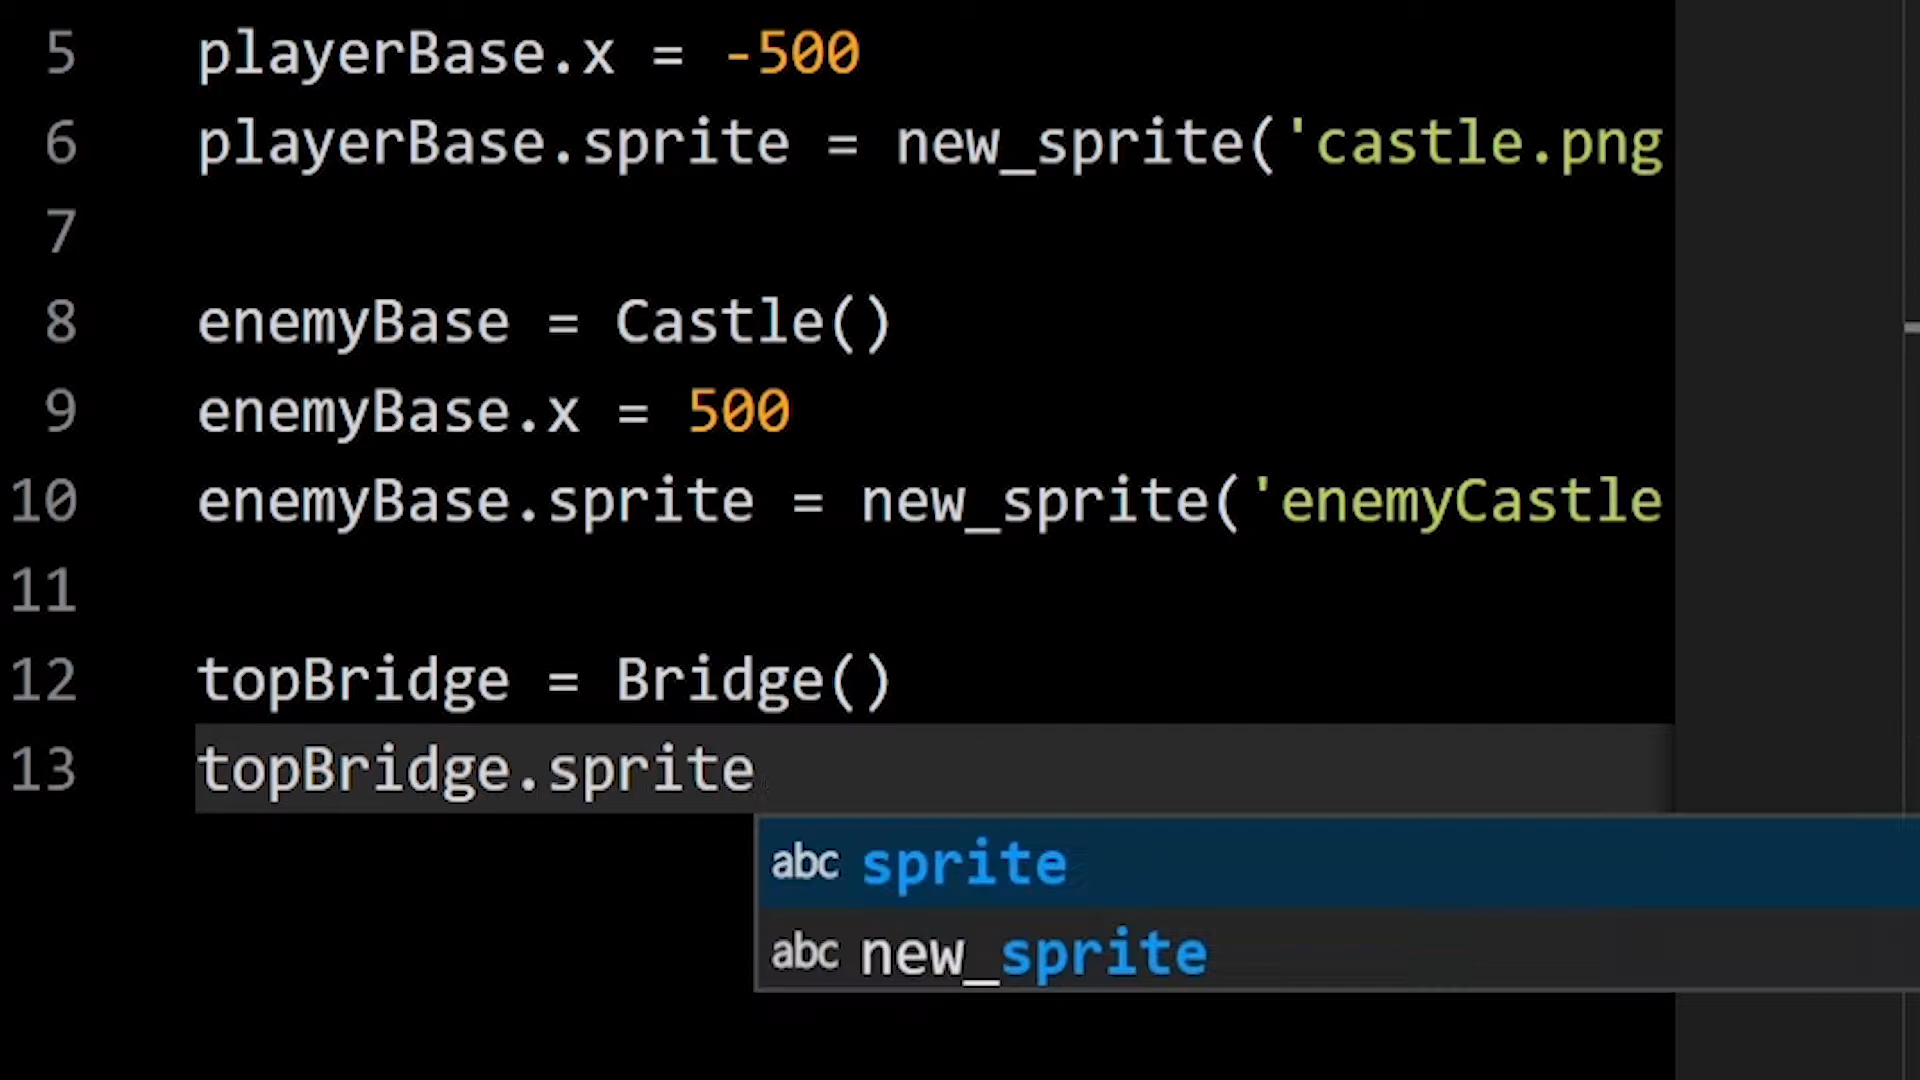 5 playerBase.x = -500
6 playerBase.sprite = new_sprite('castle.png
7
8 enemyBase = Castle()
9 enemyBase.x = 500
10 enemyBase.sprite = new_sprite('enemyCastle
11
12 topBridge = Bridge()
13 topBridge.sprite
abc sprite
abc new_sprite